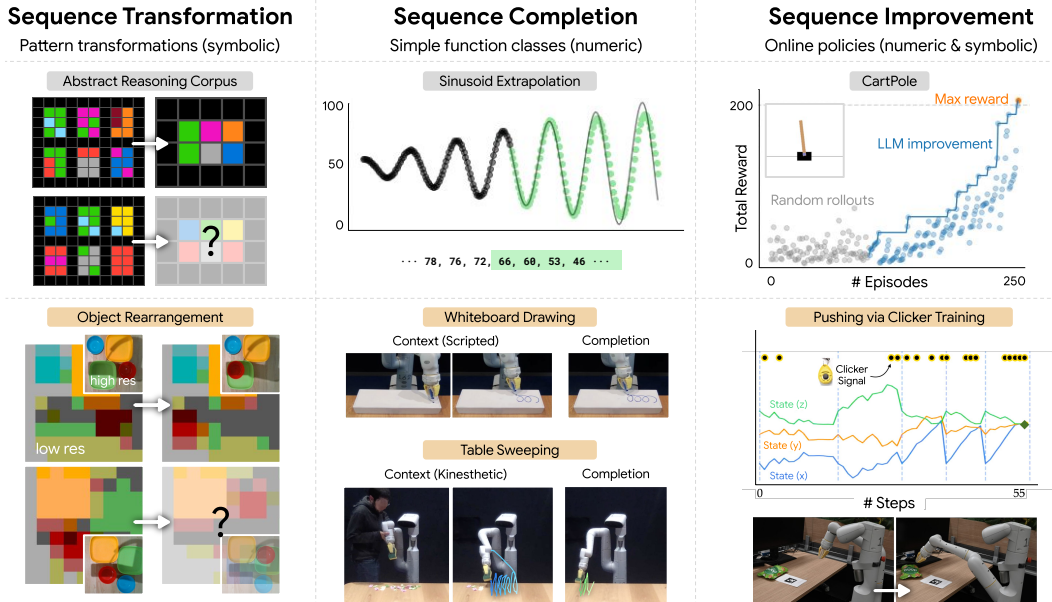 Sequence Transformation
Pattern transformations (symbolic)
Abstract Reasoning Corpus
?
Object Rearrangement
high res
low res
?
Sequence Completion
Simple function classes (numeric)
Sinusoid Extrapolation
100
50
0
··· 78, 76, 72, 66, 60, 53, 46 ···
Whiteboard Drawing
Context (Scripted)
Completion
Table Sweeping
Context (Kinesthetic)
Completion
Sequence Improvement
Online policies (numeric & symbolic)
CartPole
200
Max reward
LLM improvement
Total Reward
Random rollouts
0
0
# Episodes
250
Pushing via Clicker Training
Clicker
Signal
State (z)
State (y)
State (x)
0
55
# Steps